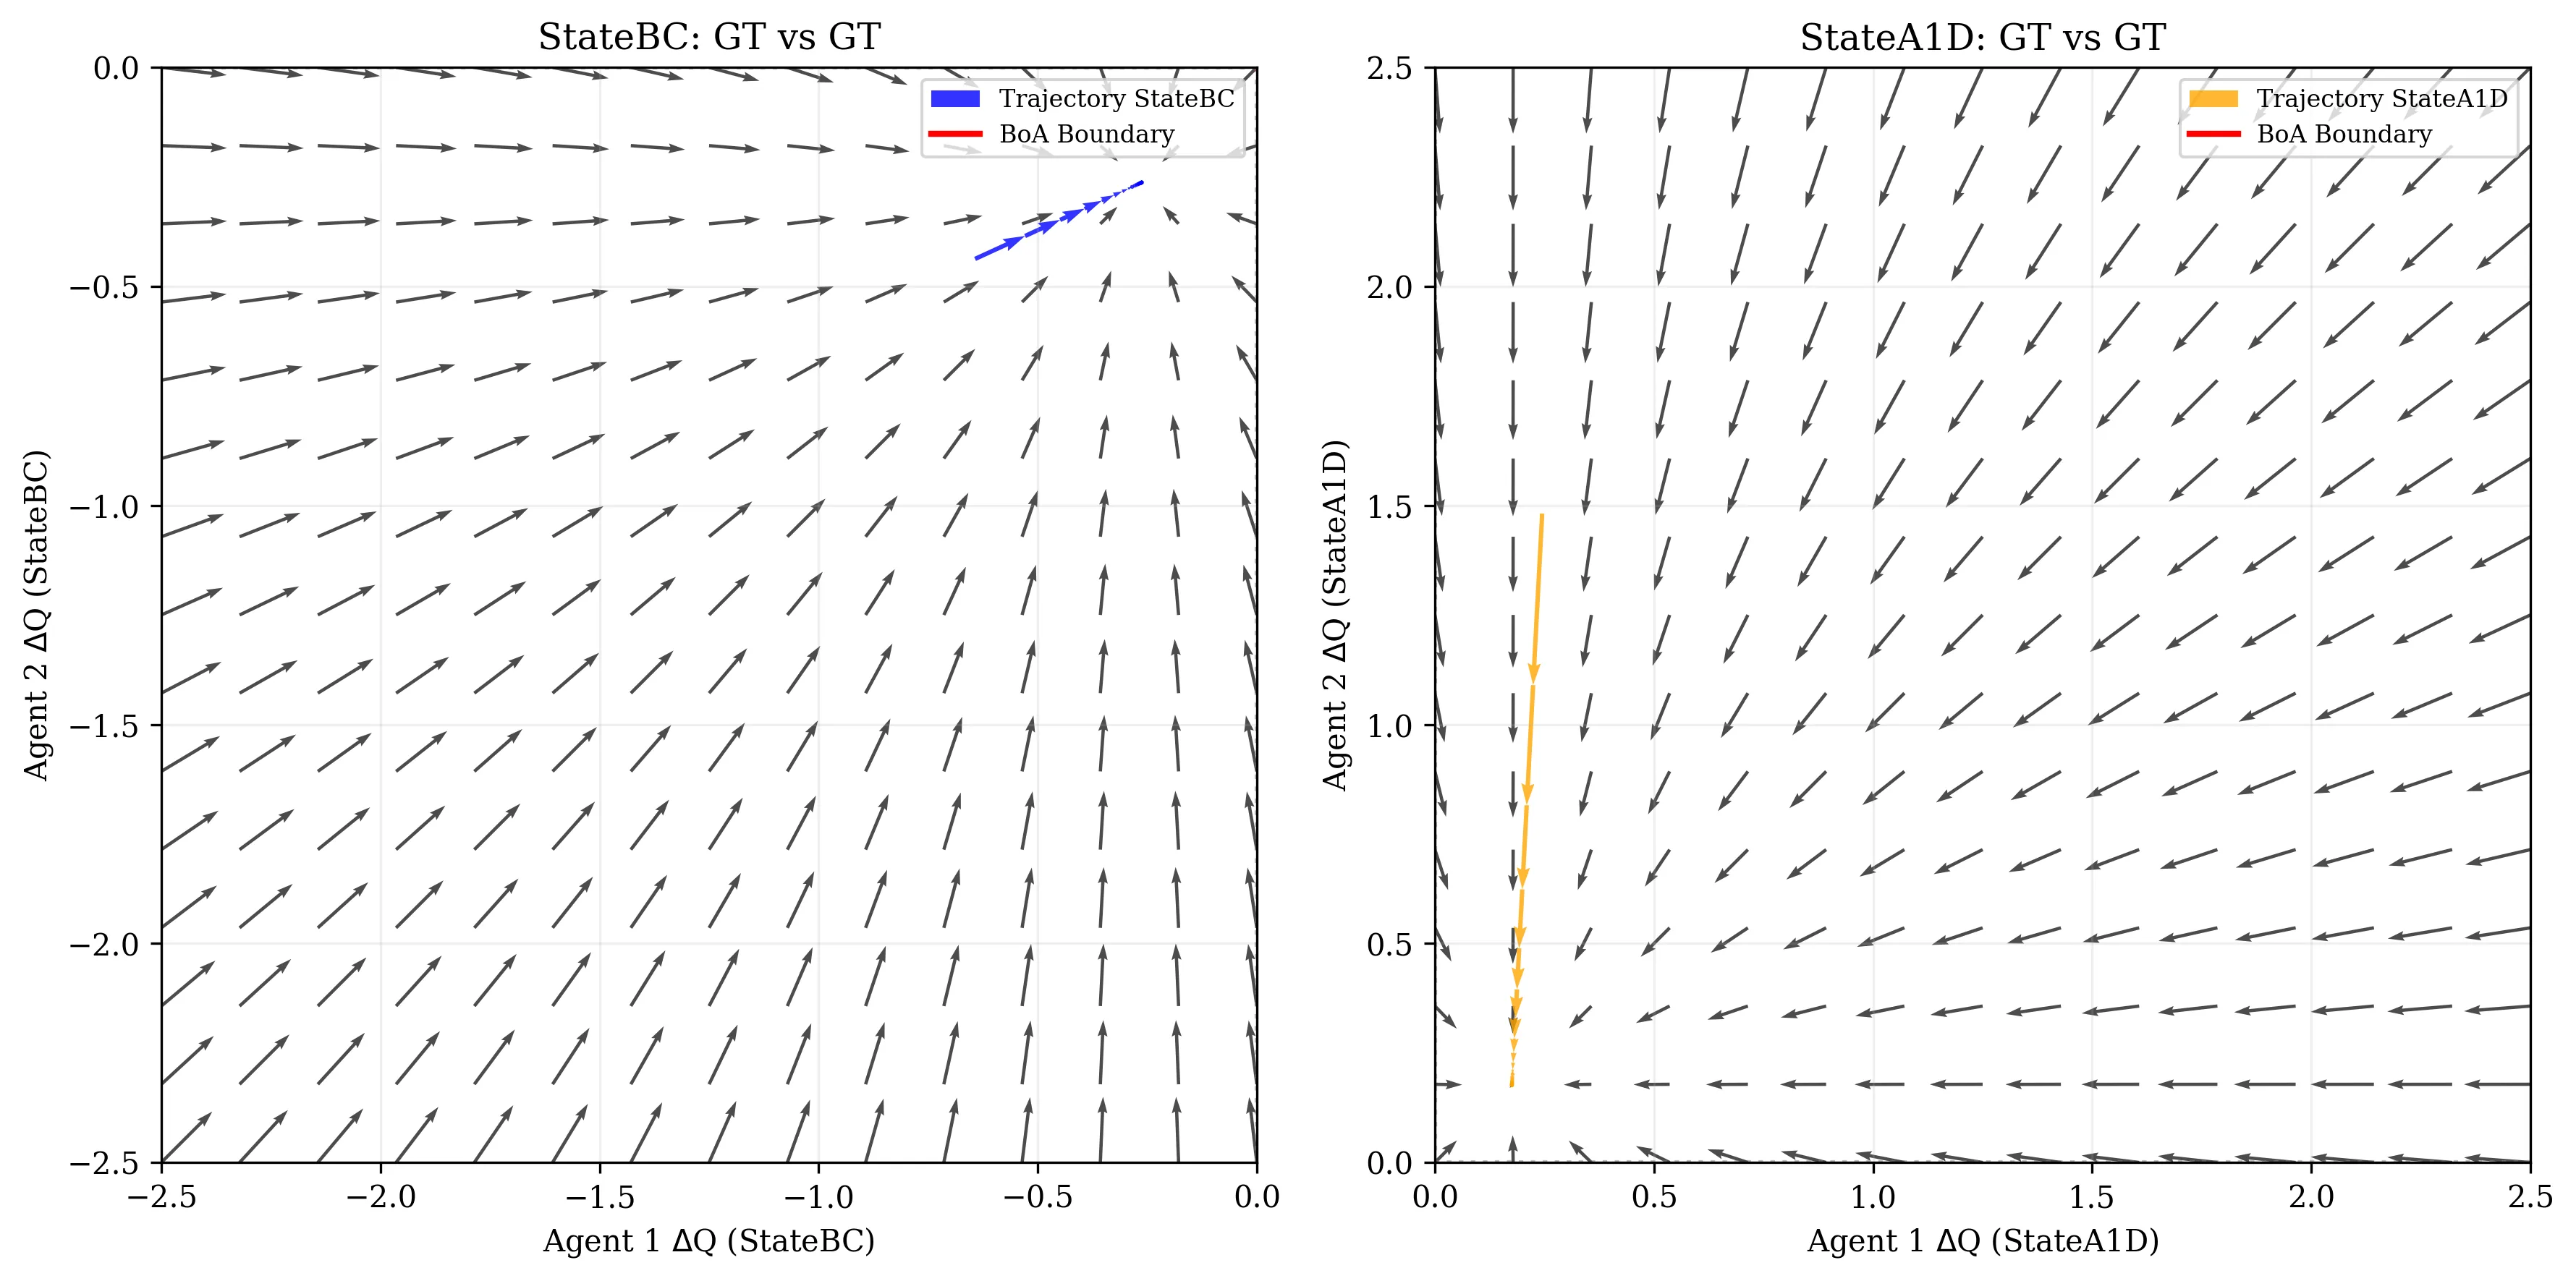 StateBC: GT vs GT
Trajectory StateBC
BoA Boundary
0.0
−0.5
−1.0
−1.5
−2.0
−2.5
−2.5 −2.0 −1.5 −1.0 −0.5 0.0
Agent 2 ΔQ (StateBC)
Agent 1 ΔQ (StateBC)
StateA1D: GT vs GT
Trajectory StateA1D
BoA Boundary
2.5
2.0
1.5
1.0
0.5
0.0
0.0 0.5 1.0 1.5 2.0 2.5
Agent 2 ΔQ (StateA1D)
Agent 1 ΔQ (StateA1D)